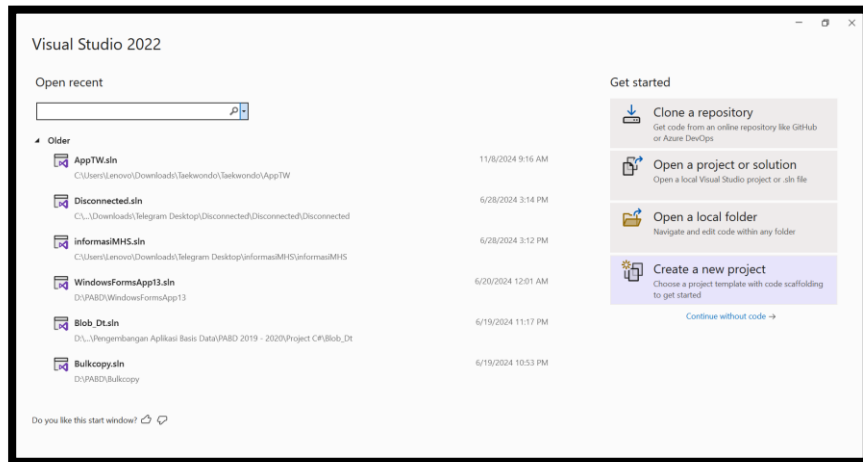 Visual Studio 2022
Open recent
Older
AppTW.sln
11/8/2024 9:16 AM
C:\Users\Lenovo\Downloads\Taekwondo\Taekwondo\AppTW
Disconnected.sln
6/28/2024 3:14 PM
C:\...\Downloads\Telegram Desktop\Disconnected\Disconnected\Disconnected
informasiMHS.sln
6/28/2024 3:12 PM
C:\Users\Lenovo\Downloads\Telegram Desktop\informasiMHS\informasiMHS
WindowsFormsApp13.sln
6/20/2024 12:01 AM
D:\PABD\WindowsFormsApp13
Blob_Dt.sln
6/19/2024 11:17 PM
D:\...\Pengembangan Aplikasi Basis Data\PABD 2019 - 2020\Project C#\Blob_Dt
Bulkcopy.sln
6/19/2024 10:53 PM
D:\PABD\Bulkcopy
Do you like this start window?
Get started
Clone a repository
Get code from an online repository like GitHub
or Azure DevOps
Open a project or solution
Open a local Visual Studio project or .sln file
Open a local folder
Navigate and edit code within any folder
Create a new project
Choose a project template with code scaffolding
to get started
Continue without code →